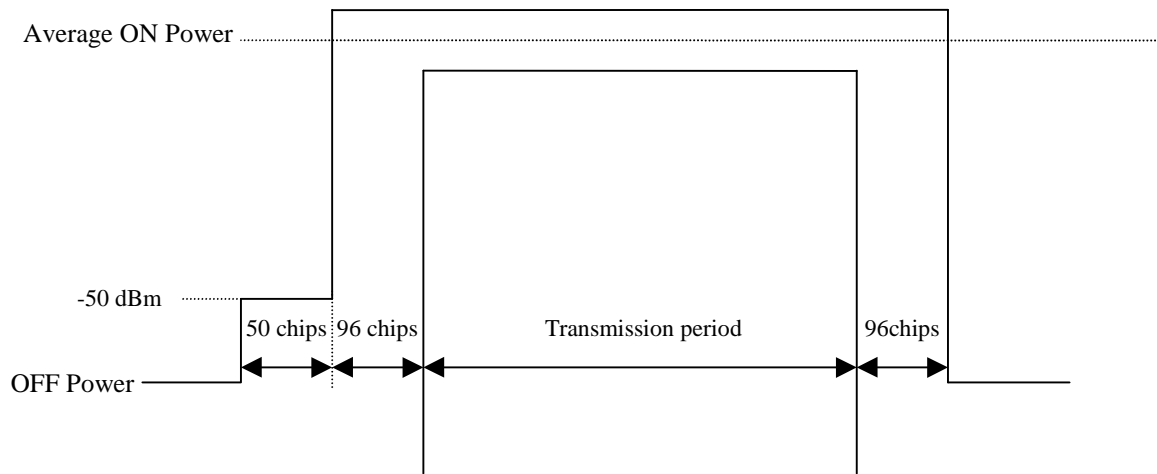 Average ON Power
-50 dBm
50 chips
96 chips
Transmission period
96chips
OFF Power